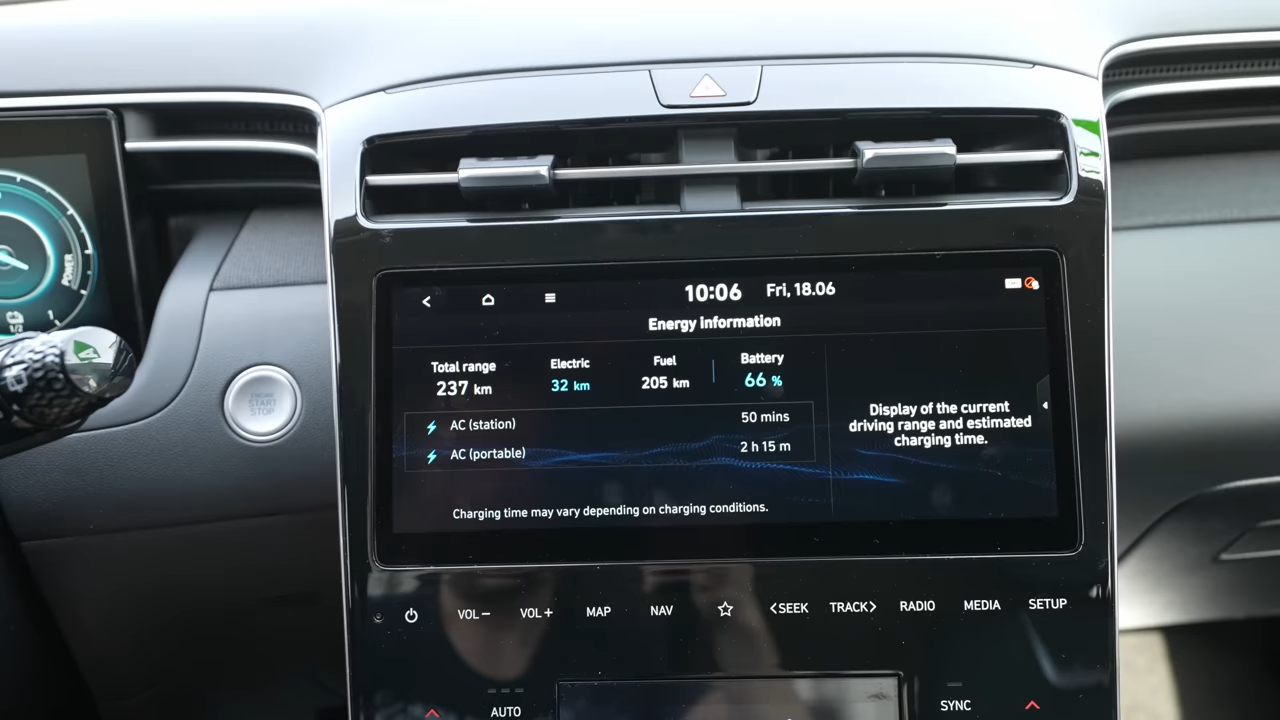 10:06 Fri, 18.06
Energy information
Total range Electric Fuel Battery
237 km 32 km 205 km 66 %
AC (station) 50 mins
AC (portable) 2 h 15 m
Charging time may vary depending on charging conditions.
Display of the current
driving range and estimated
charging time.
POWER
ENGINE
START
STOP
VOL− VOL+ MAP NAV <SEEK TRACK> RADIO MEDIA SETUP
AUTO SYNC